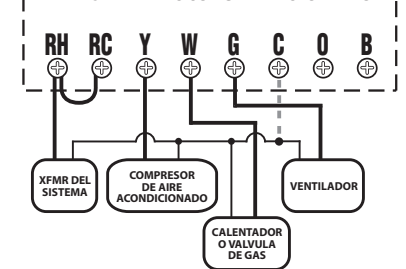 RH RC Y W G C O B
XFMR DEL
SISTEMA
COMPRESOR
DE AIRE
ACONDICIONADO
VENTILADOR
CALENTADOR
O VALVULA
DE GAS